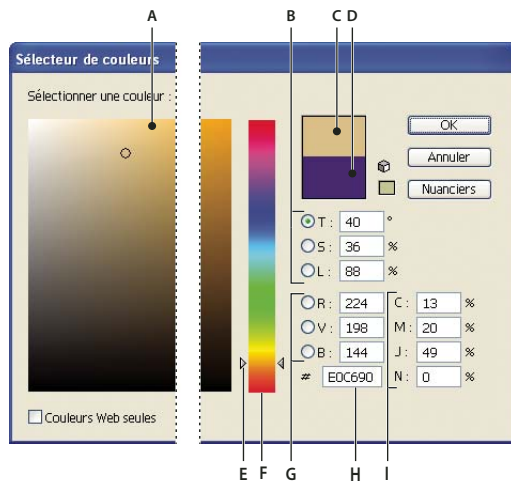 A B C D
Sélecteur de couleurs
Sélectionner une couleur :
OK
Annuler
Nuanciers
T : 40 °
S : 36 %
L : 88 %
R : 224 C : 13 %
V : 198 M : 20 %
B : 144 J : 49 %
# E0C690 N : 0 %
Couleurs Web seules
E F G H I